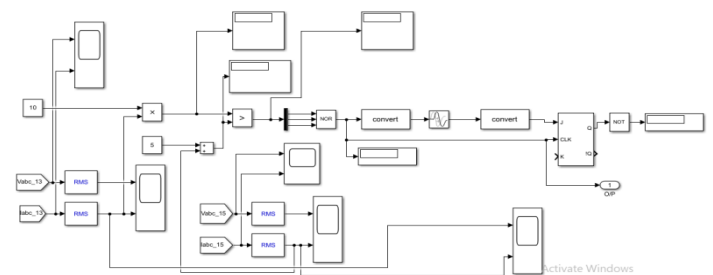 10
×
5
+
+
>
NOR
convert
convert
J
CLK
K
Q
!Q
NOT
1
O/P
Vabc_13
RMS
Iabc_13
RMS
Vabc_15
RMS
Iabc_15
RMS
Activate Windows